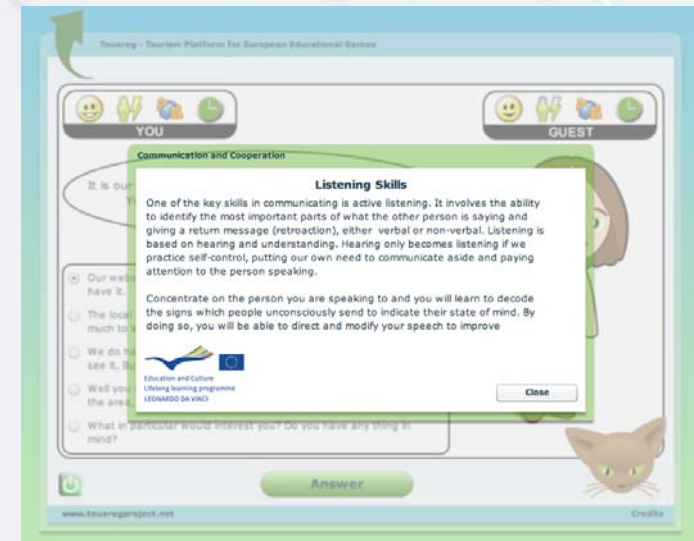 Touareg - Tourism Platform for European Educational Games
YOU
GUEST
Communication and Cooperation
It is our
Listening Skills
One of the key skills in communicating is active listening. It involves the ability
to identify the most important parts of what the other person is saying and
giving a return message (retroaction), either verbal or non-verbal. Listening is
based on hearing and understanding. Hearing only becomes listening if we
practice self-control, putting our own need to communicate aside and paying
attention to the person speaking.
Concentrate on the person you are speaking to and you will learn to decode
the signs which people unconsciously send to indicate their state of mind. By
doing so, you will be able to direct and modify your speech to improve
Education and Culture
Lifelong learning programme
LEONARDO DA VINCI
Close
Our
have it.
The local
much to
We do
see it.
Well you
the area.
What in particular would interest you? Do you have any thing in
mind?
Answer
www.touaregproject.net
Credits